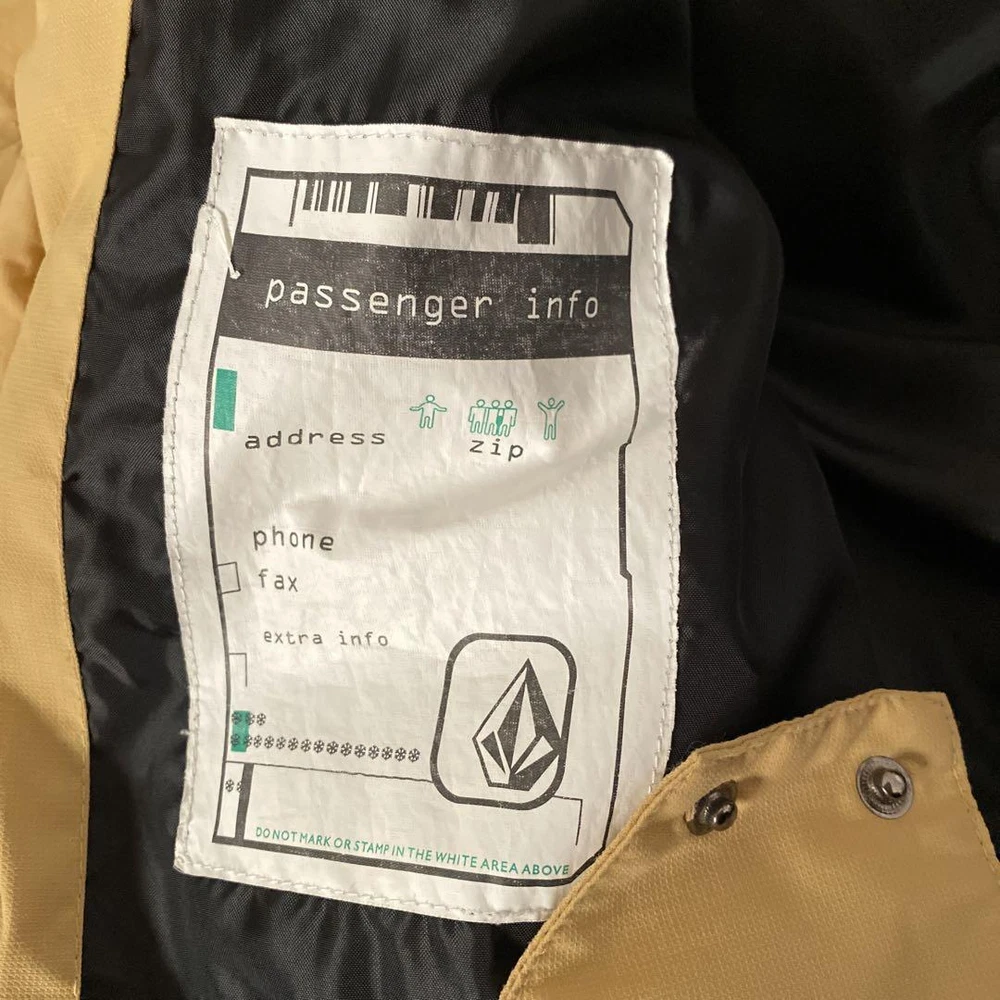 passenger info
address
zip
phone
fax
extra info
DO NOT MARK OR STAMP IN THE WHITE AREA ABOVE